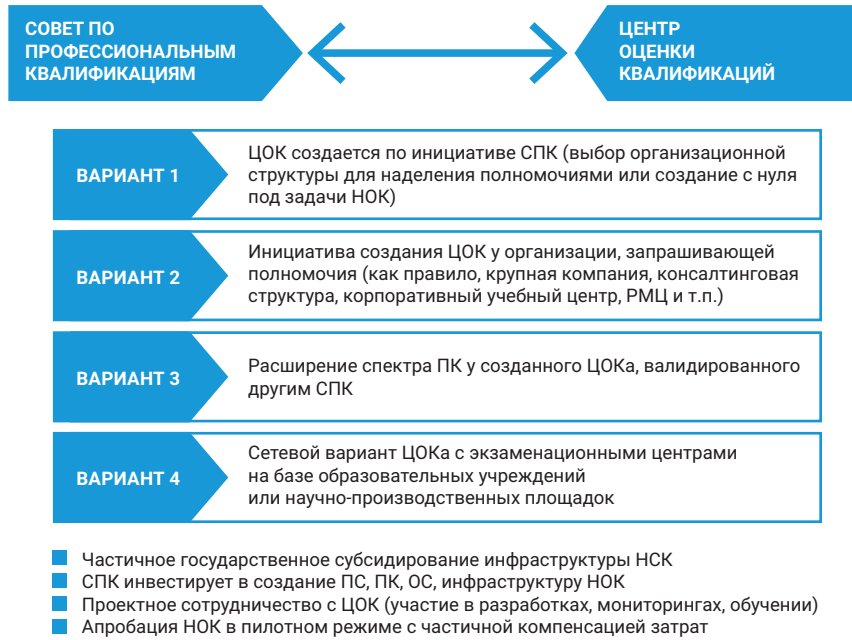 СОВЕТ ПО
ПРОФЕССИОНАЛЬНЫМ
КВАЛИФИКАЦИЯМ
ЦЕНТР
ОЦЕНКИ
КВАЛИФИКАЦИЙ
ВАРИАНТ 1
ЦОК создается по инициативе СПК (выбор организационной
структуры для наделения полномочиями или создание с нуля
под задачи НОК)
ВАРИАНТ 2
Инициатива создания ЦОК у организации, запрашивающей
полномочия (как правило, крупная компания, консалтинговая
структура, корпоративный учебный центр, РМЦ и т.п.)
ВАРИАНТ 3
Расширение спектра ПК у созданного ЦОКа, валидированного
другим СПК
ВАРИАНТ 4
Сетевой вариант ЦОКа с экзаменационными центрами
на базе образовательных учреждений
или научно-производственных площадок
Частичное государственное субсидирование инфраструктуры НСК
СПК инвестирует в создание ПС, ПК, ОС, инфраструктуру НОК
Проектное сотрудничество с ЦОК (участие в разработках, мониторингах, обучении)
Апробация НОК в пилотном режиме с частичной компенсацией затрат